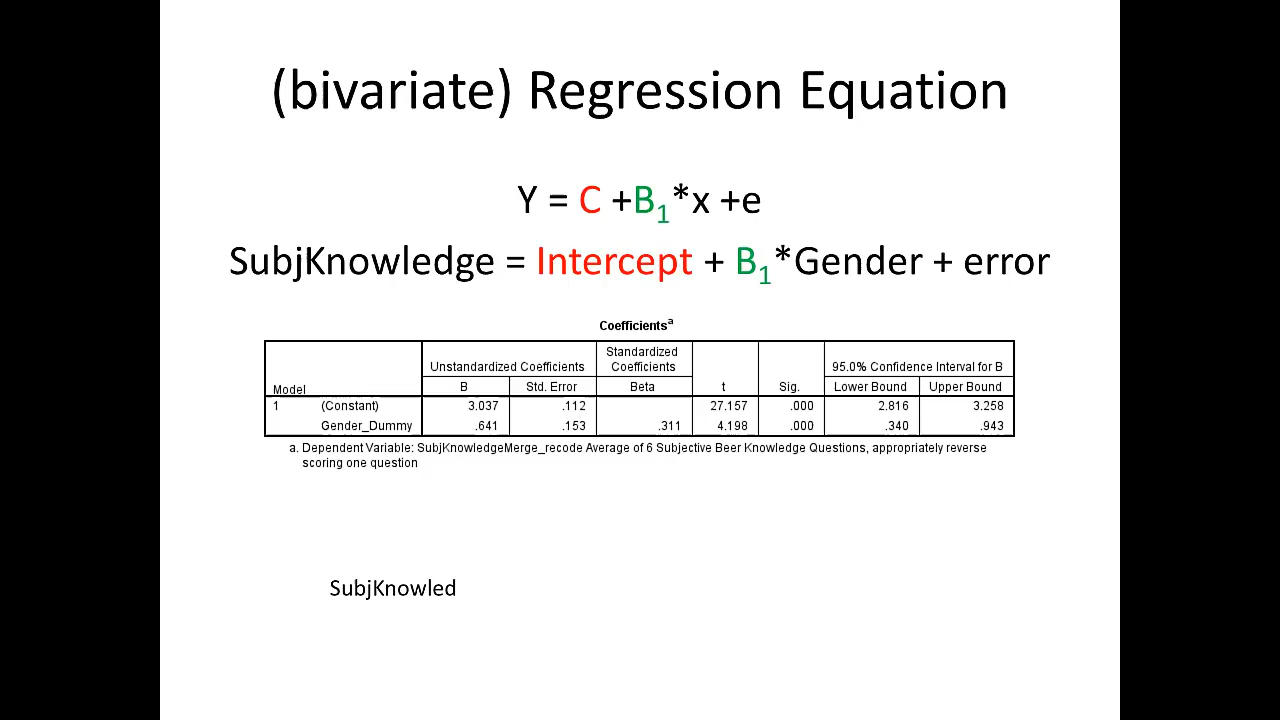 (bivariate) Regression Equation
Y = C +B1*x +e
SubjKnowledge = Intercept + B1*Gender + error
Coefficientsa
Model Unstandardized Coefficients Standardized Coefficients t Sig. 95.0% Confidence Interval for B
B Std. Error Beta Lower Bound Upper Bound
1 (Constant) 3.037 .112 27.157 .000 2.816 3.258
Gender_Dummy .641 .153 .311 4.198 .000 .340 .943
a. Dependent Variable: SubjKnowledgeMerge_recode Average of 6 Subjective Beer Knowledge Questions, appropriately reverse
scoring one question
SubjKnowled